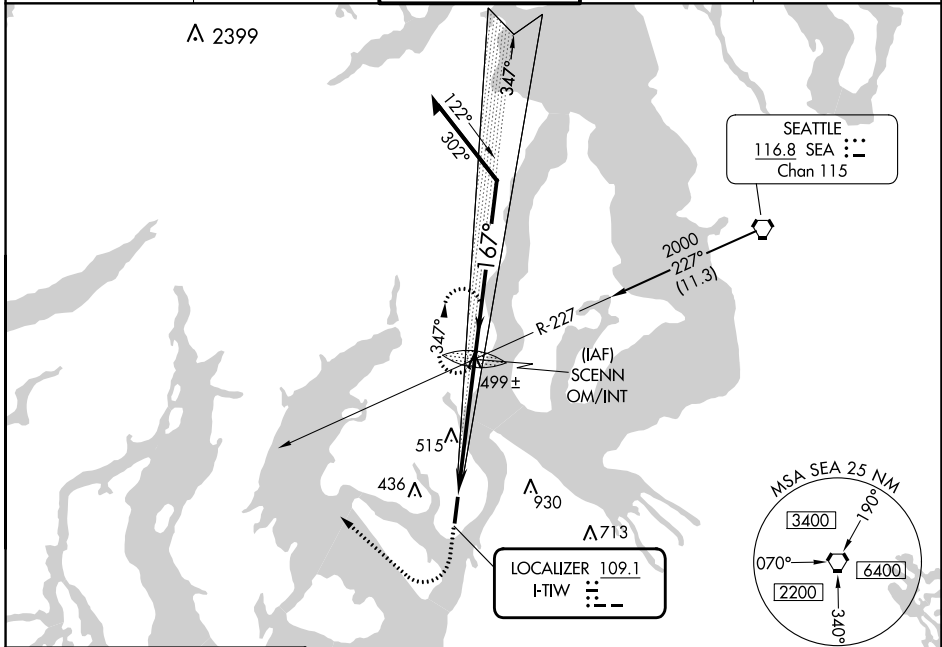 2399
347°
122°
302°
SEATTLE
116.8 SEA
Chan 115
167°
2000
227°
(11.3)
R-227
347°
(IAF)
SCENN
OM/INT
499 ±
515
436
930
713
LOCALIZER 109.1
I-TIW
MSA SEA 25 NM
3400
190°
070°
6400
2200
340°